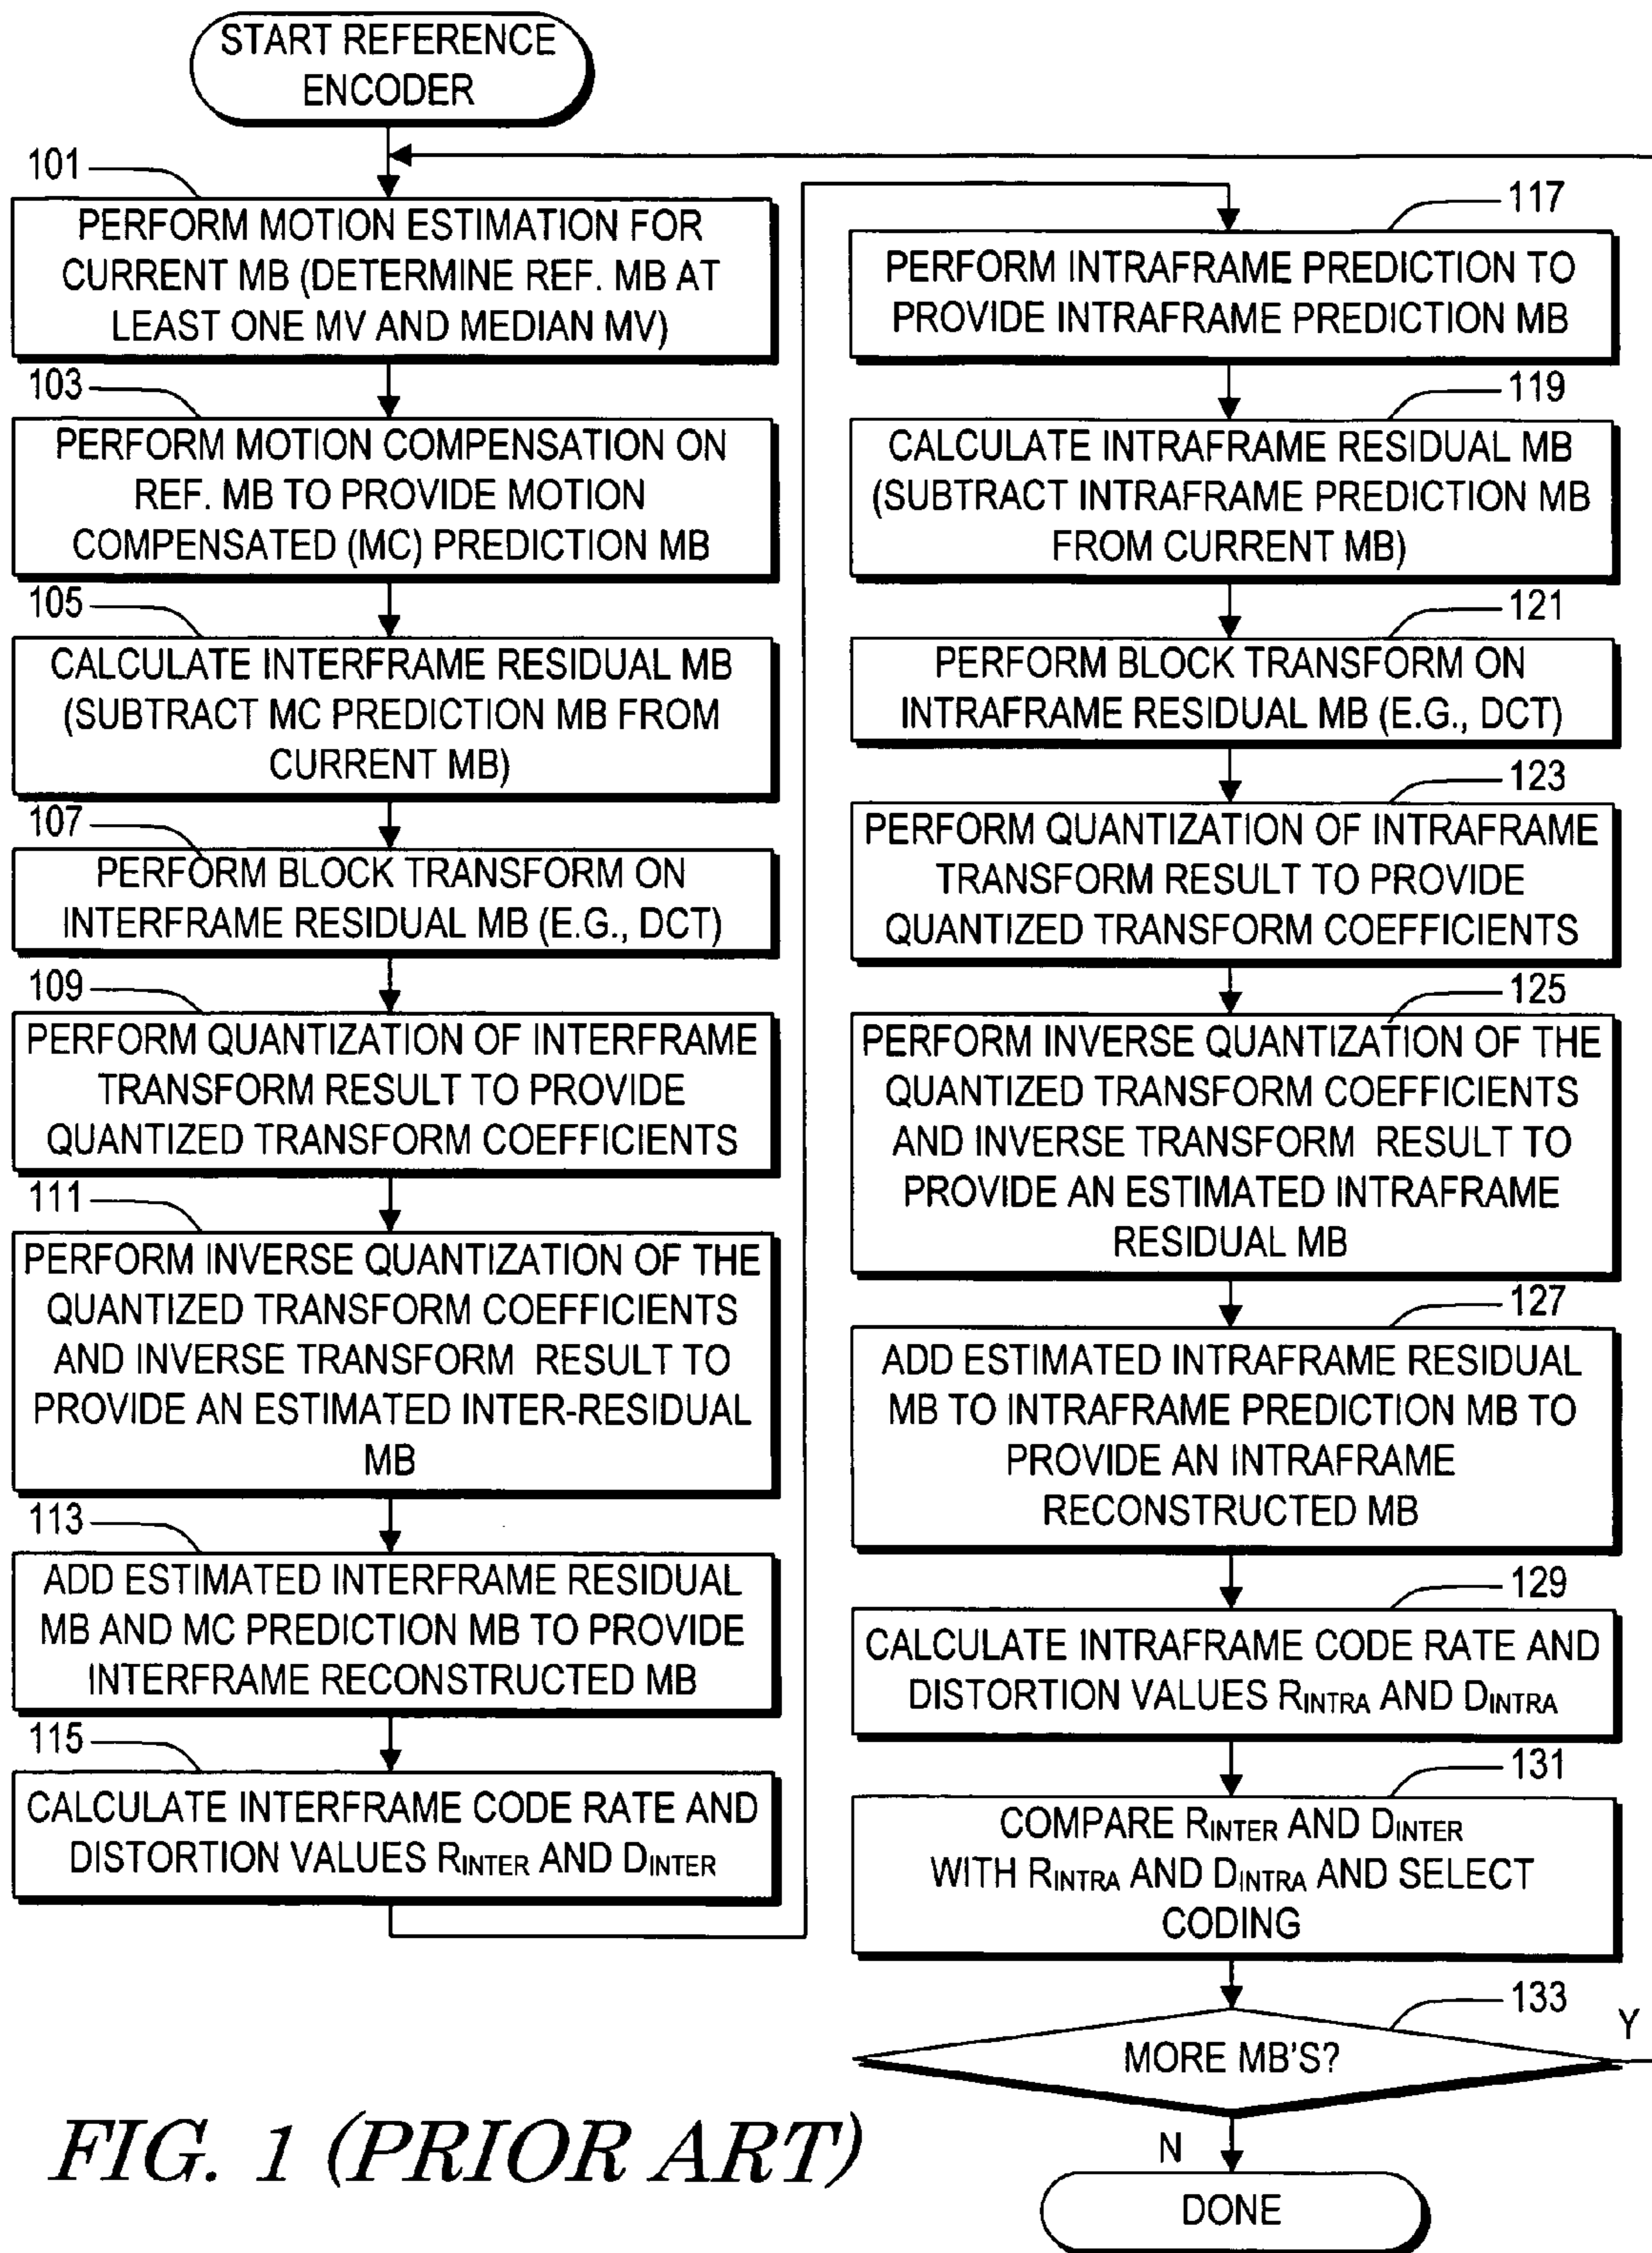 START REFERENCE
ENCODER
101
PERFORM MOTION ESTIMATION FOR
CURRENT MB (DETERMINE REF. MB AT
LEAST ONE MV AND MEDIAN MV)
103
PERFORM MOTION COMPENSATION ON
REF. MB TO PROVIDE MOTION
COMPENSATED (MC) PREDICTION MB
105
CALCULATE INTERFRAME RESIDUAL MB
(SUBTRACT MC PREDICTION MB FROM
CURRENT MB)
107
PERFORM BLOCK TRANSFORM ON
INTERFRAME RESIDUAL MB (E.G., DCT)
109
PERFORM QUANTIZATION OF INTERFRAME
TRANSFORM RESULT TO PROVIDE
QUANTIZED TRANSFORM COEFFICIENTS
111
PERFORM INVERSE QUANTIZATION OF THE
QUANTIZED TRANSFORM COEFFICIENTS
AND INVERSE TRANSFORM RESULT TO
PROVIDE AN ESTIMATED INTER-RESIDUAL
MB
113
ADD ESTIMATED INTERFRAME RESIDUAL
MB AND MC PREDICTION MB TO PROVIDE
INTERFRAME RECONSTRUCTED MB
115
CALCULATE INTERFRAME CODE RATE AND
DISTORTION VALUES RINTER AND DINTER
117
PERFORM INTRAFRAME PREDICTION TO
PROVIDE INTRAFRAME PREDICTION MB
119
CALCULATE INTRAFRAME RESIDUAL MB
(SUBTRACT INTRAFRAME PREDICTION MB
FROM CURRENT MB)
121
PERFORM BLOCK TRANSFORM ON
INTRAFRAME RESIDUAL MB (E.G., DCT)
123
PERFORM QUANTIZATION OF INTRAFRAME
TRANSFORM RESULT TO PROVIDE
QUANTIZED TRANSFORM COEFFICIENTS
125
PERFORM INVERSE QUANTIZATION OF THE
QUANTIZED TRANSFORM COEFFICIENTS
AND INVERSE TRANSFORM RESULT TO
PROVIDE AN ESTIMATED INTRAFRAME
RESIDUAL MB
127
ADD ESTIMATED INTRAFRAME RESIDUAL
MB TO INTRAFRAME PREDICTION MB TO
PROVIDE AN INTRAFRAME
RECONSTRUCTED MB
129
CALCULATE INTRAFRAME CODE RATE AND
DISTORTION VALUES RINTRA AND DINTRA
131
COMPARE RINTER AND DINTER
WITH RINTRA AND DINTRA AND SELECT
CODING
133
MORE MB'S?
Y
N
DONE
FIG. 1 (PRIOR ART)